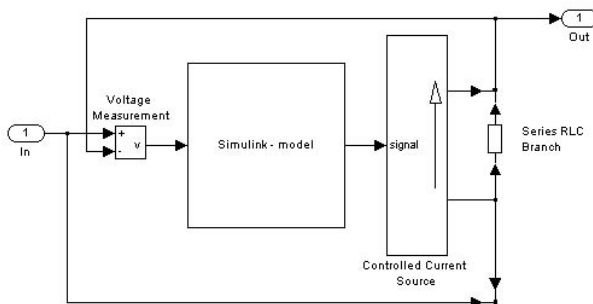 1
Out
Voltage
Measurement
1
In
+
-
v
Simulink - model
signal
Series RLC
Branch
Controlled Current
Source